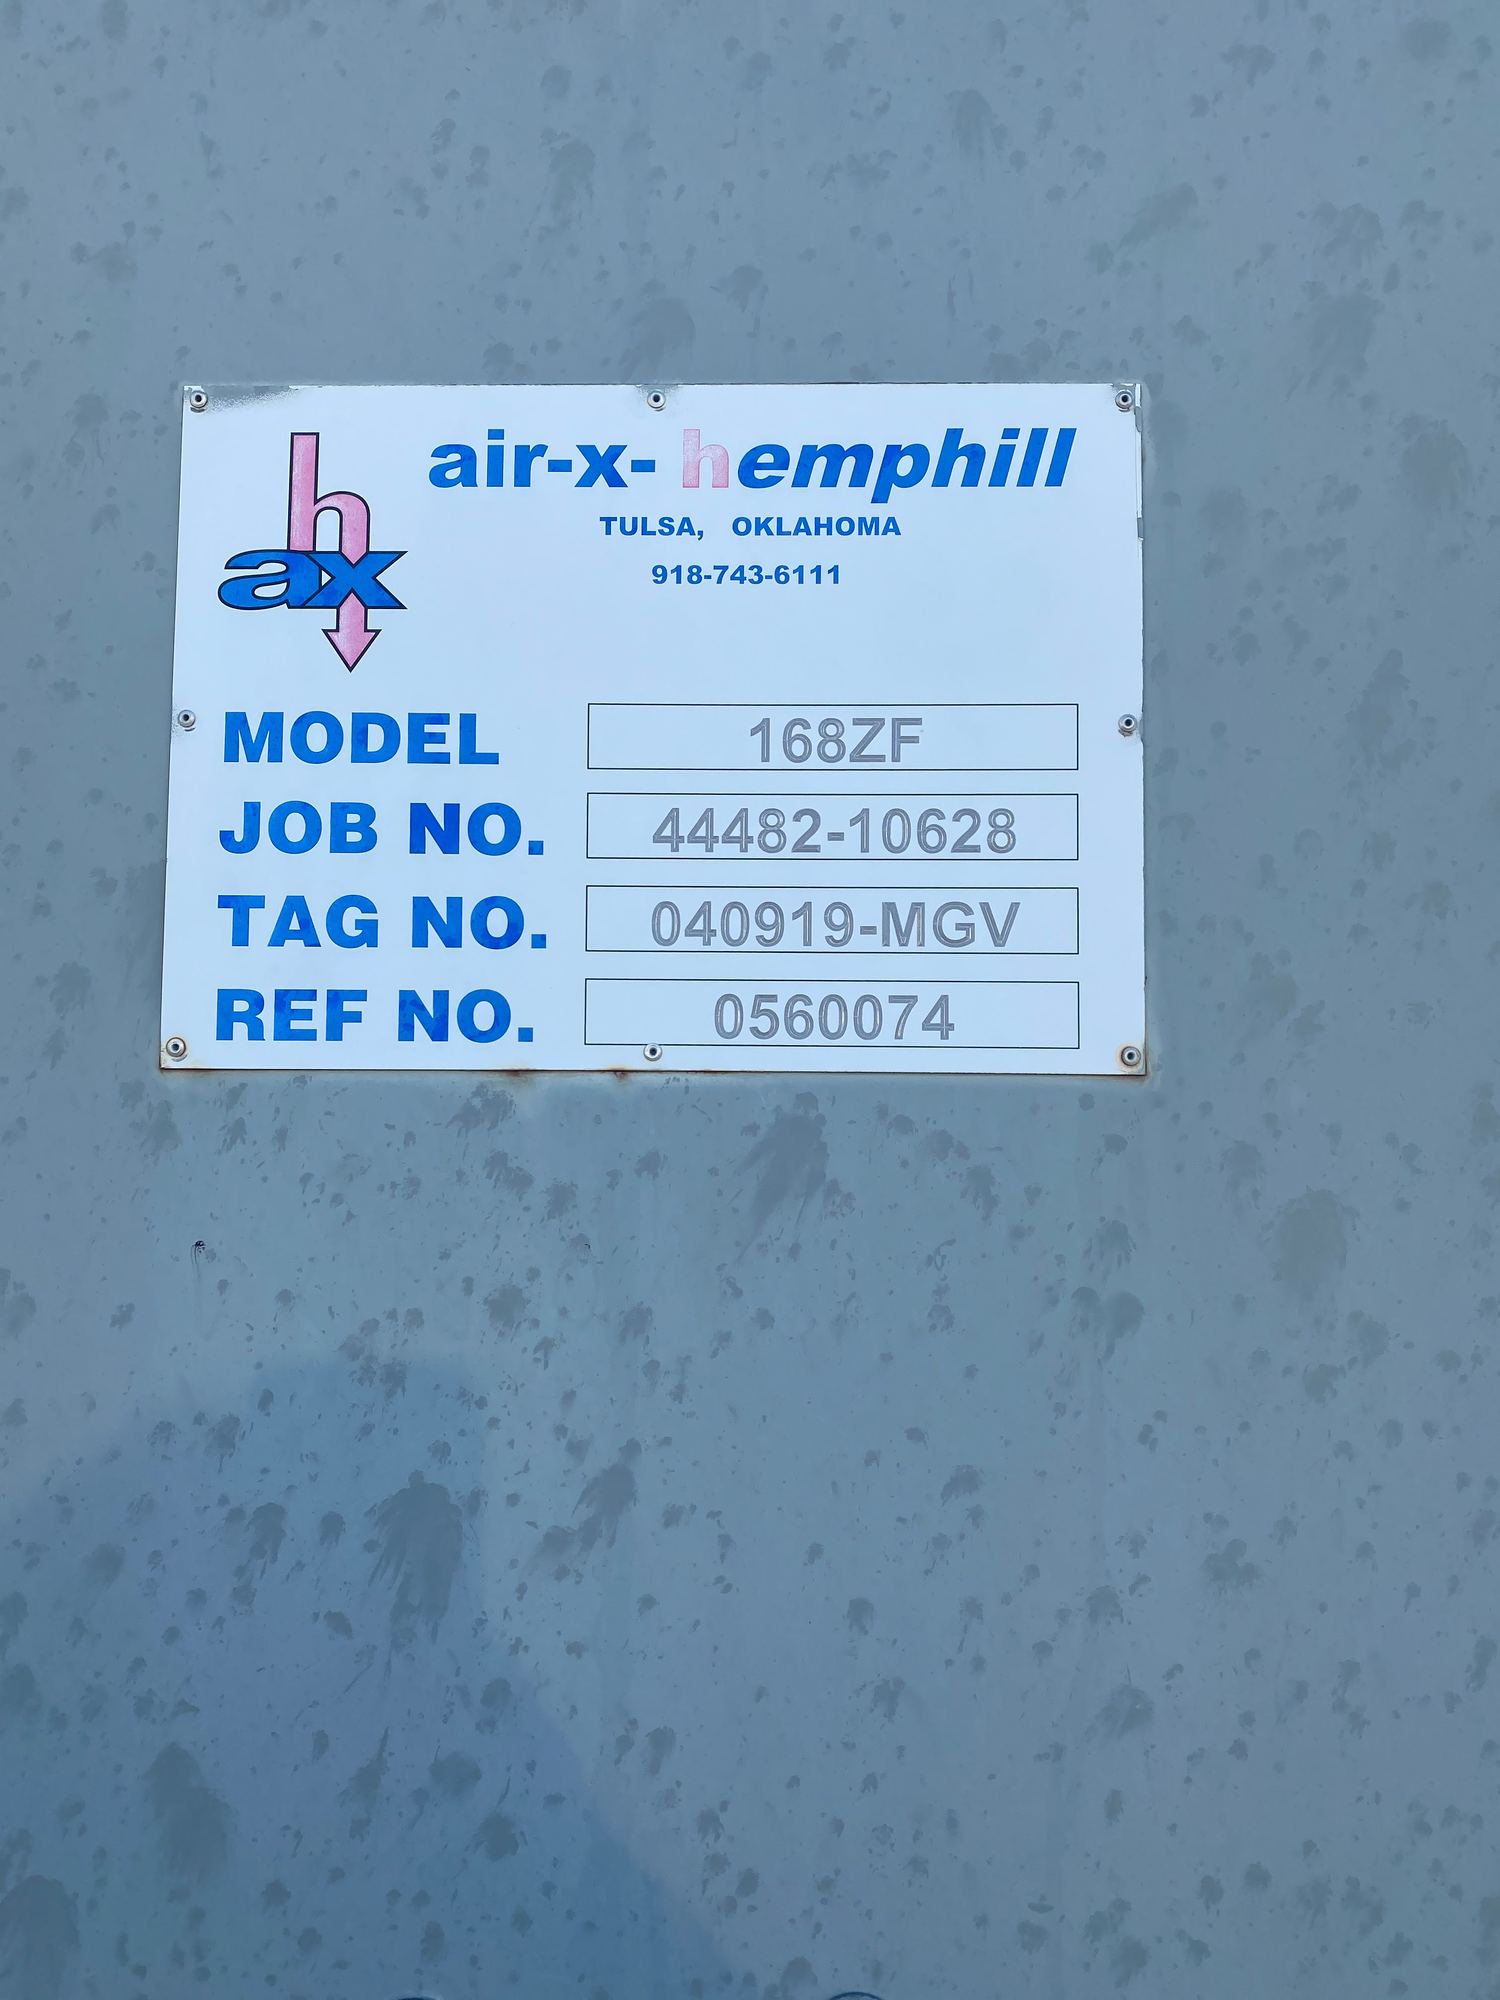 h
ax
air-x-hemphill
TULSA, OKLAHOMA
918-743-6111
MODEL 168ZF
JOB NO. 44482-10628
TAG NO. 040919-MGV
REF NO. 0560074